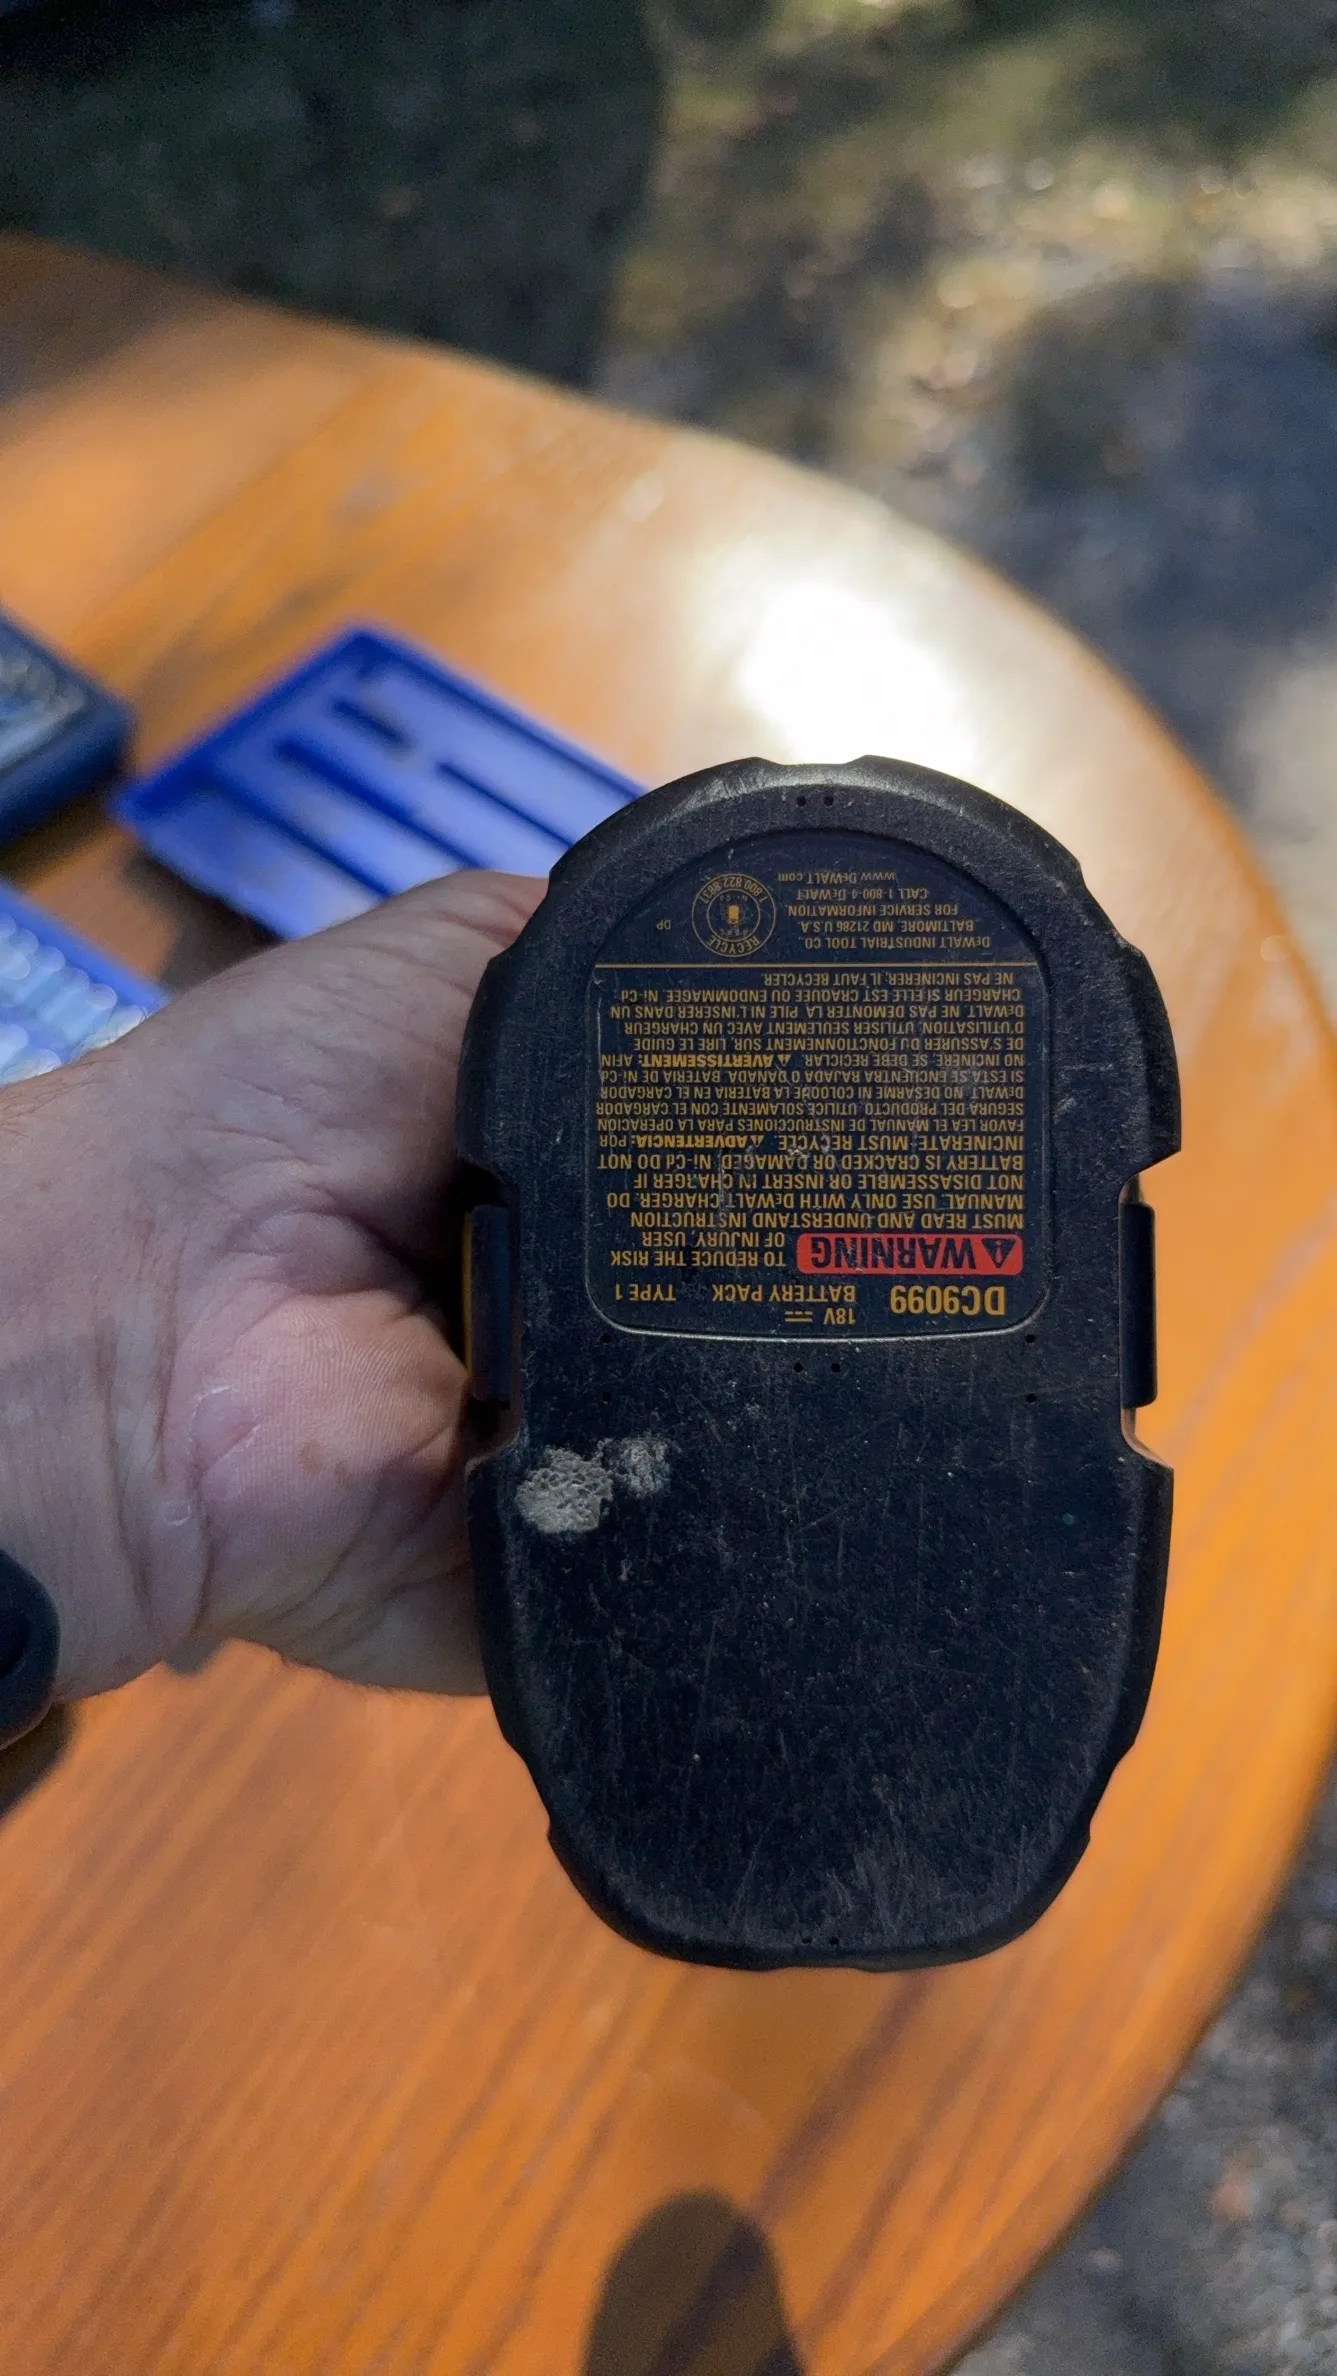 DC9099
18V ⎓
BATTERY PACK TYPE 1
⚠WARNING TO REDUCE THE RISK
OF INJURY, USER
MUST READ AND UNDERSTAND INSTRUCTION
MANUAL. USE ONLY WITH DEWALT CHARGER. DO
NOT DISASSEMBLE OR INSERT IN CHARGER IF
BATTERY IS CRACKED OR DAMAGED. Ni-Cd DO NOT
INCINERATE. MUST RECYCLE. ⚠ADVERTENCIA: POR
FAVOR LEA EL MANUAL DE INSTRUCCIONES PARA LA OPERACION
SEGURA DEL PRODUCTO. UTILICE SOLAMENTE CON EL CARGADOR
DEWALT. NO DESARME NI COLOQUE LA BATERIA EN EL CARGADOR
SI ESTA SE ENCUENTRA RAJADA O DAÑADA. BATERIA DE Ni-Cd
NO INCINERE, SE DEBE RECICLAR. ⚠AVERTISSEMENT: AFIN
DE S'ASSURER DU FONCTIONNEMENT SUR, LIRE LE GUIDE
D'UTILISATION. UTILISER SEULEMENT AVEC UN CHARGEUR
DEWALT. NE PAS DEMONTER LA PILE NI L'INSERER DANS UN
CHARGEUR SI ELLE EST CRAQUEE OU ENDOMMAGEE. Ni-Cd
NE PAS INCINERER, IL FAUT RECYCLER.
DEWALT INDUSTRIAL TOOL CO.,
BALTIMORE, MD 21286 U.S.A.
FOR SERVICE INFORMATION,
CALL 1-800-4-DEWALT
www.DEWALT.com
RECYCLE
RBRC
Ni-Cd
1.800.822.8837
DP